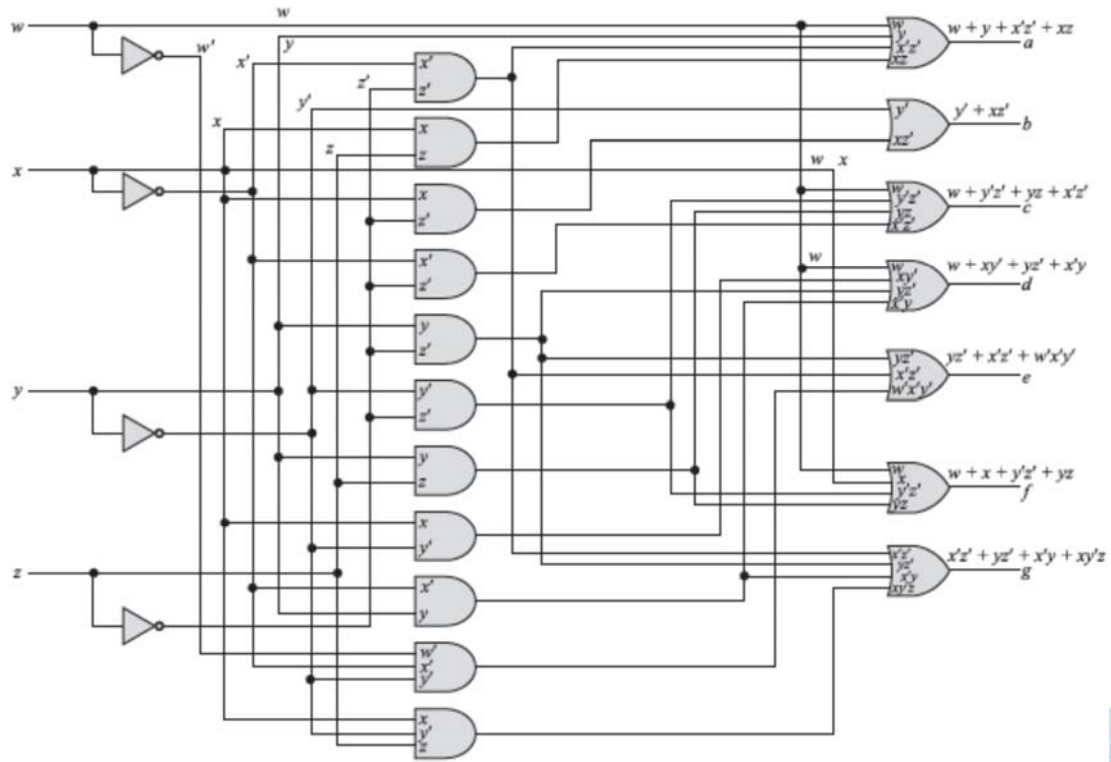 w
w
w'
y
x'
z'
y'
x
z
x
w x
w
y
z
x'
z'
x
z
x
z'
x'
z'
y
z'
y'
z'
y
z
x
y'
x'
y
w'
x'
y'
x
y'
z
w
y
x'z'
xz
w + y + x'z' + xz
a
y'
xz'
y' + xz'
b
w
y'z'
yz
x'z'
w + y'z' + yz + x'z'
c
w
xy'
yz'
x'y
w + xy' + yz' + x'y
d
yz'
x'z'
w'x'y'
yz' + x'z' + w'x'y'
e
w
x
y'z'
yz
w + x + y'z' + yz
f
x'z'
yz'
x'y
xy'z
x'z' + yz' + x'y + xy'z
g